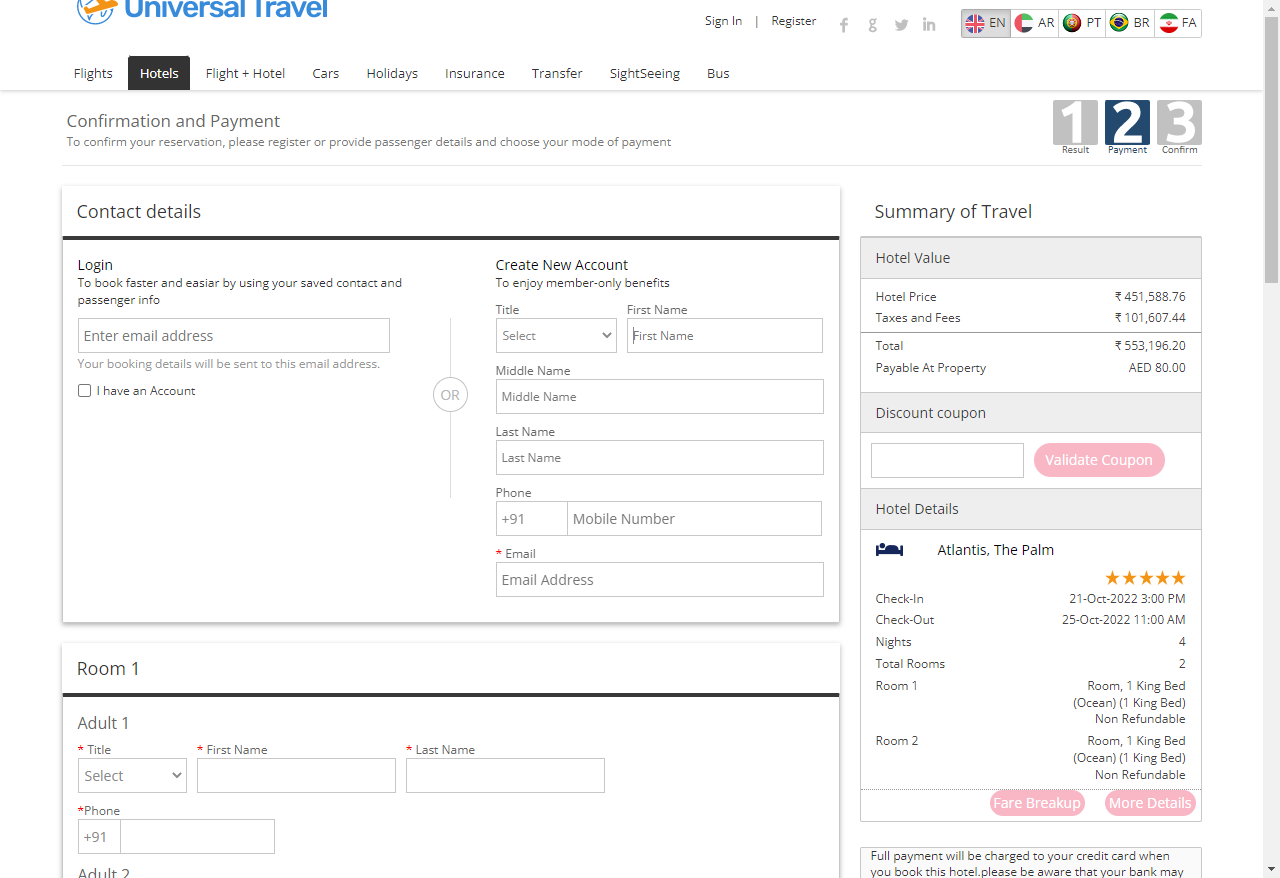 Universal Travel
Sign In | Register
EN AR PT BR FA
Flights Hotels Flight + Hotel Cars Holidays Insurance Transfer SightSeeing Bus
Confirmation and Payment
To confirm your reservation, please register or provide passenger details and choose your mode of payment
1 2 3
Result Payment Confirm
Contact details
Login
To book faster and easiar by using your saved contact and
passenger info
Enter email address
Your booking details will be sent to this email address.
I have an Account
OR
Create New Account
To enjoy member-only benefits
Title First Name
Select First Name
Middle Name
Middle Name
Last Name
Last Name
Phone
+91 Mobile Number
* Email
Email Address
Room 1
Adult 1
* Title * First Name * Last Name
Select
*Phone
+91
Adult 2
Summary of Travel
Hotel Value
Hotel Price ₹ 451,588.76
Taxes and Fees ₹ 101,607.44
Total ₹ 553,196.20
Payable At Property AED 80.00
Discount coupon
Validate Coupon
Hotel Details
Atlantis, The Palm
Check-In 21-Oct-2022 3:00 PM
Check-Out 25-Oct-2022 11:00 AM
Nights 4
Total Rooms 2
Room 1 Room, 1 King Bed
(Ocean) (1 King Bed)
Non Refundable
Room 2 Room, 1 King Bed
(Ocean) (1 King Bed)
Non Refundable
Fare Breakup More Details
Full payment will be charged to your credit card when
you book this hotel.please be aware that your bank may